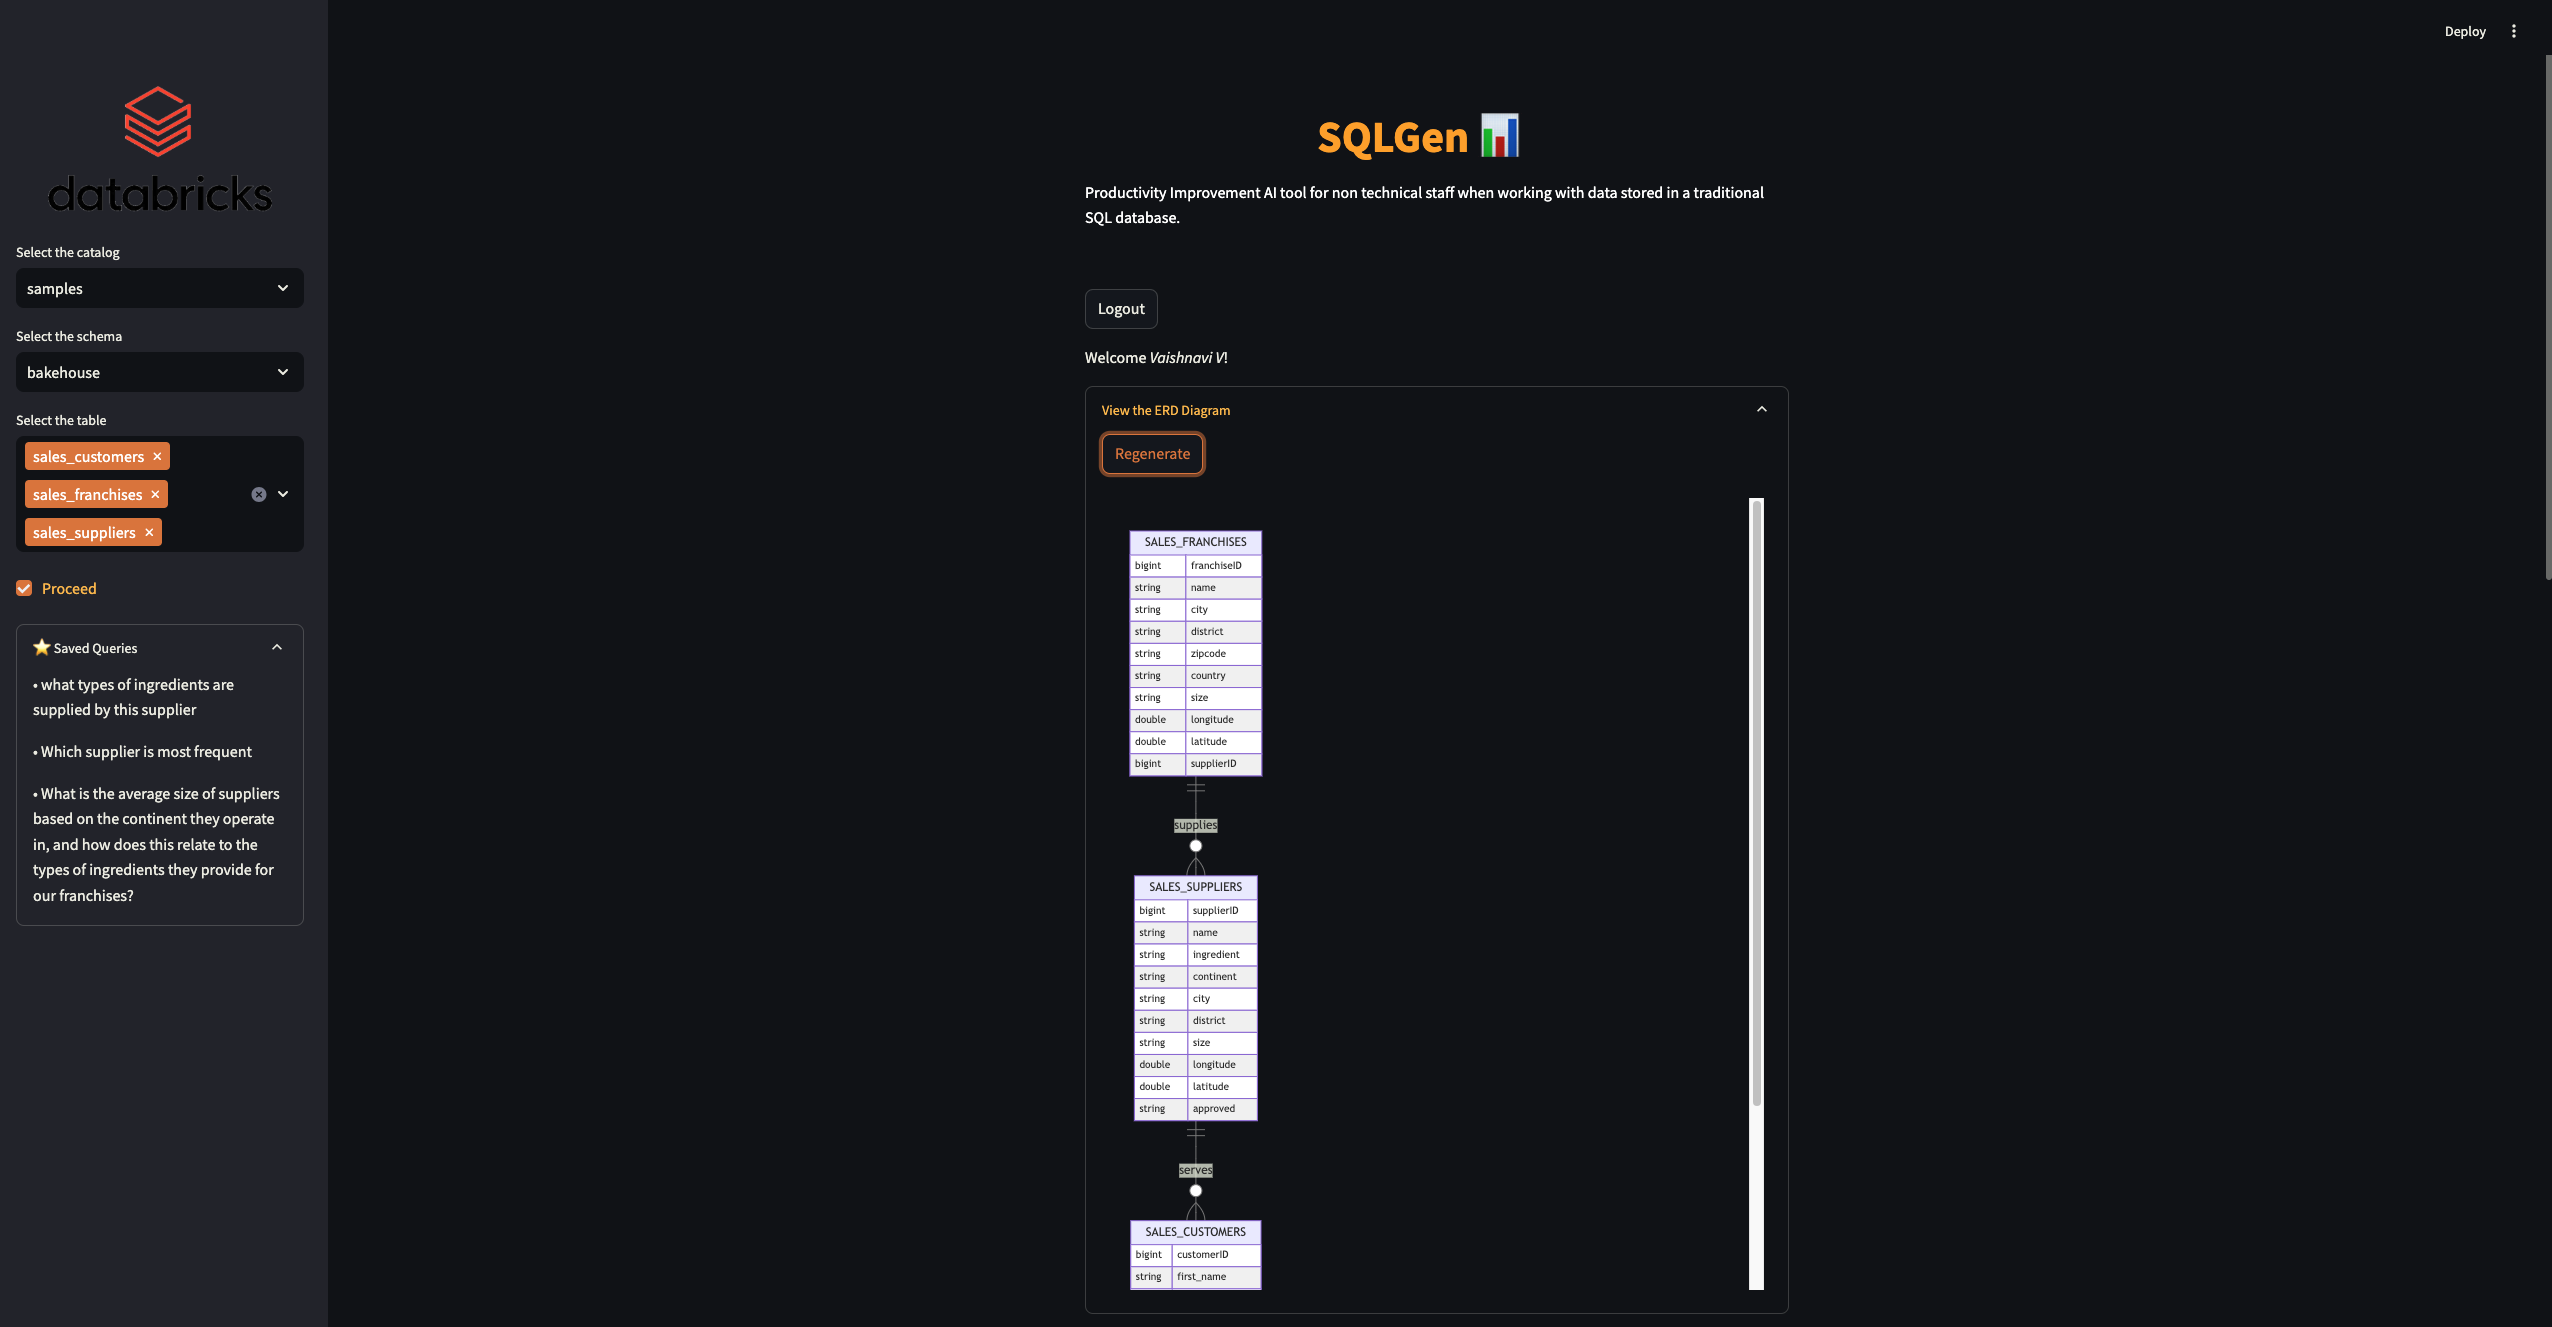 Deploy
databricks
Select the catalog
samples
Select the schema
bakehouse
Select the table
sales_customers ×
sales_franchises ×
sales_suppliers ×
Proceed
Saved Queries
• what types of ingredients are
supplied by this supplier
• Which supplier is most frequent
• What is the average size of suppliers
based on the continent they operate
in, and how does this relate to the
types of ingredients they provide for
our franchises?
SQLGen
Productivity Improvement AI tool for non technical staff when working with data stored in a traditional
SQL database.
Logout
Welcome Vaishnavi V!
View the ERD Diagram
Regenerate
SALES_FRANCHISES
bigint franchiseID
string name
string city
string district
string zipcode
string country
string size
double longitude
double latitude
bigint supplierID
supplies
SALES_SUPPLIERS
bigint supplierID
string name
string ingredient
string continent
string city
string district
string size
double longitude
double latitude
string approved
serves
SALES_CUSTOMERS
bigint customerID
string first_name